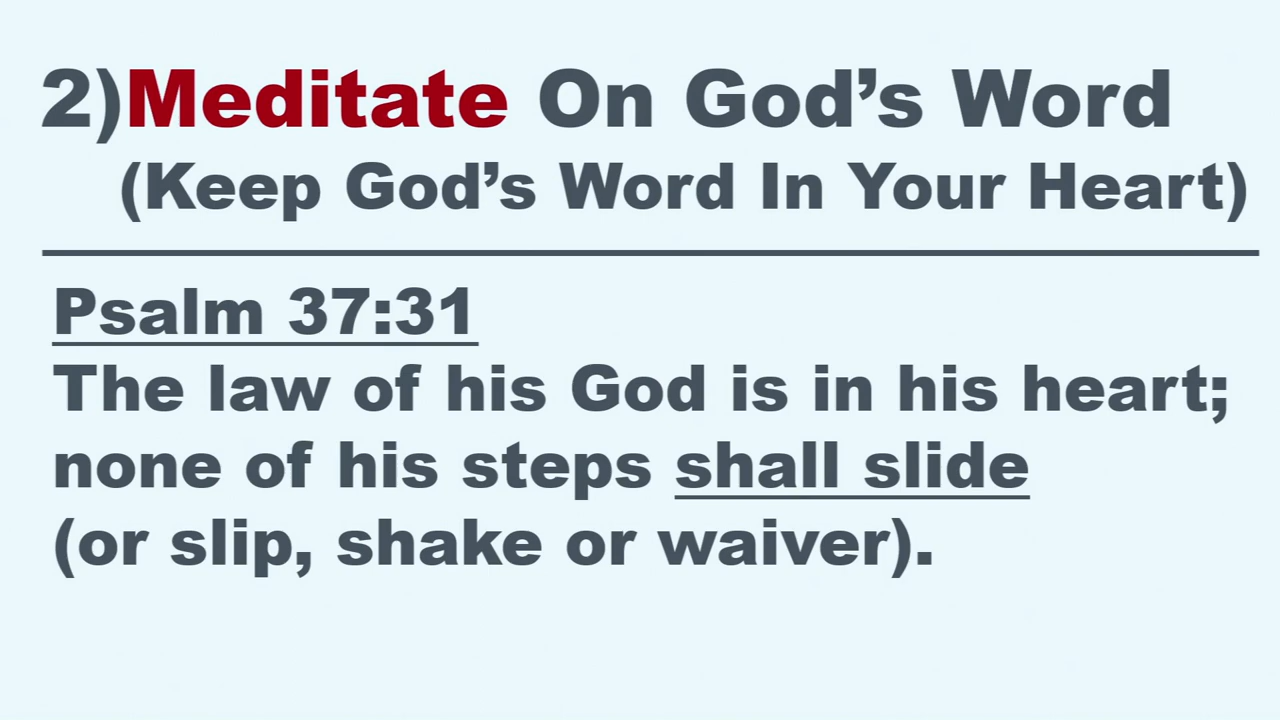 2)Meditate On God’s Word
(Keep God’s Word In Your Heart)
Psalm 37:31
The law of his God is in his heart;
none of his steps shall slide
(or slip, shake or waiver).